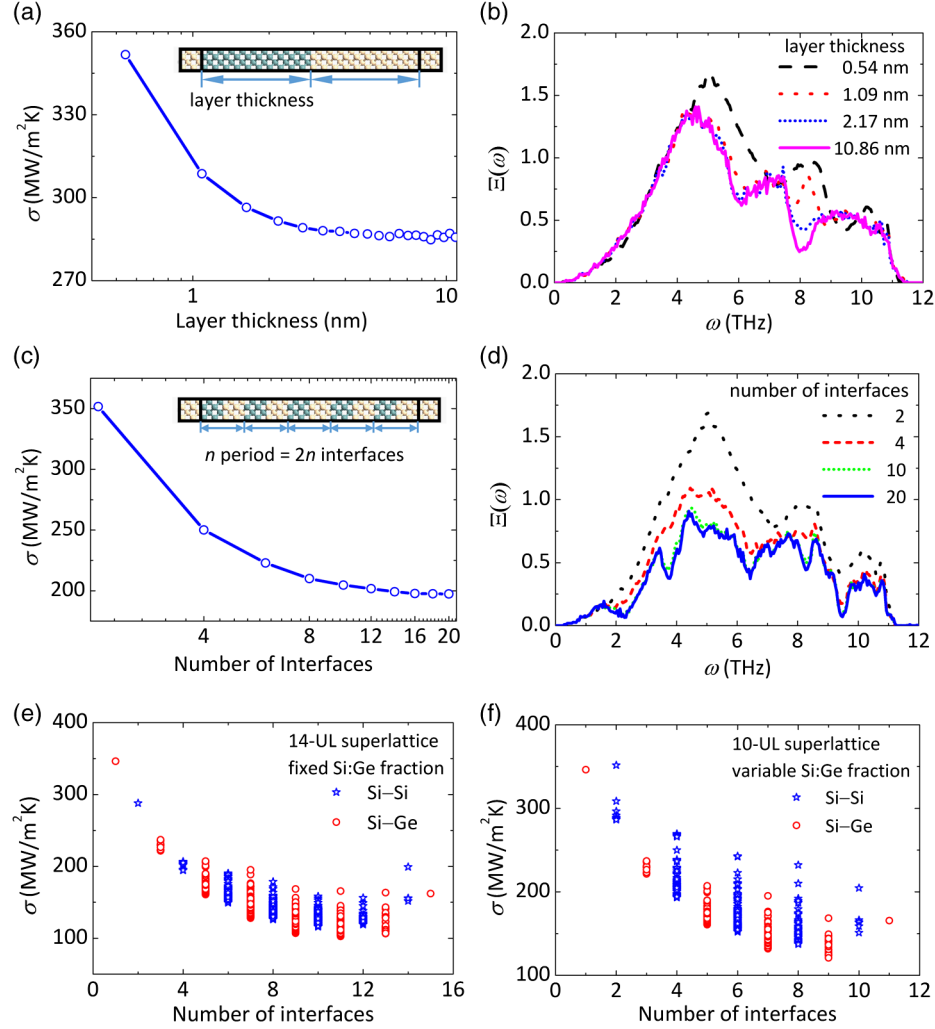 (a)
360
330
300
270
σ (MW/m²K)
layer thickness
1
10
Layer thickness (nm)
(b)
2.0
1.5
1.0
0.5
0.0
Ξ(ω)
layer thickness
0.54 nm
1.09 nm
2.17 nm
10.86 nm
0 2 4 6 8 10 12
ω (THz)
(c)
350
300
250
200
σ (MW/m²K)
n period = 2n interfaces
4 8 12 16 20
Number of Interfaces
(d)
2.0
1.5
1.0
0.5
0.0
Ξ(ω)
number of interfaces
2
4
10
20
0 2 4 6 8 10 12
ω (THz)
(e)
400
300
200
100
σ (MW/m²K)
14-UL superlattice
fixed Si:Ge fraction
Si–Si
Si–Ge
0 2 4 6 8 10 12 14 16
Number of interfaces
(f)
400
300
200
100
σ (MW/m²K)
10-UL superlattice
variable Si:Ge fraction
Si–Si
Si–Ge
0 2 4 6 8 10 12
Number of interfaces